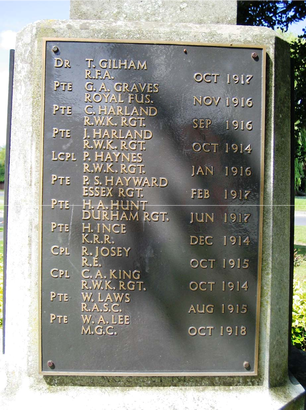 Dr T. GILHAM
R.F.A. OCT 1917
Pte G. A. GRAVES
ROYAL FUS. NOV 1916
Pte C. HARLAND
R.W.K. RGT. SEP 1916
Pte J. HARLAND
R.W.K. RGT. OCT 1914
LCpl P. HAYNES
R.W.K. RGT. JAN 1916
Pte E. S. HAYWARD
ESSEX RGT. FEB 1917
Pte H. A. HUNT
DURHAM RGT. JUN 1917
Pte H. INCE
K.R.R. DEC 1914
Cpl R. JOSEY
R.E. OCT 1915
Cpl C. A. KING
R.W.K. RGT. OCT 1914
Pte W. LAWS
R.A.S.C. AUG 1915
Pte W. A. LEE
M.G.C. OCT 1918